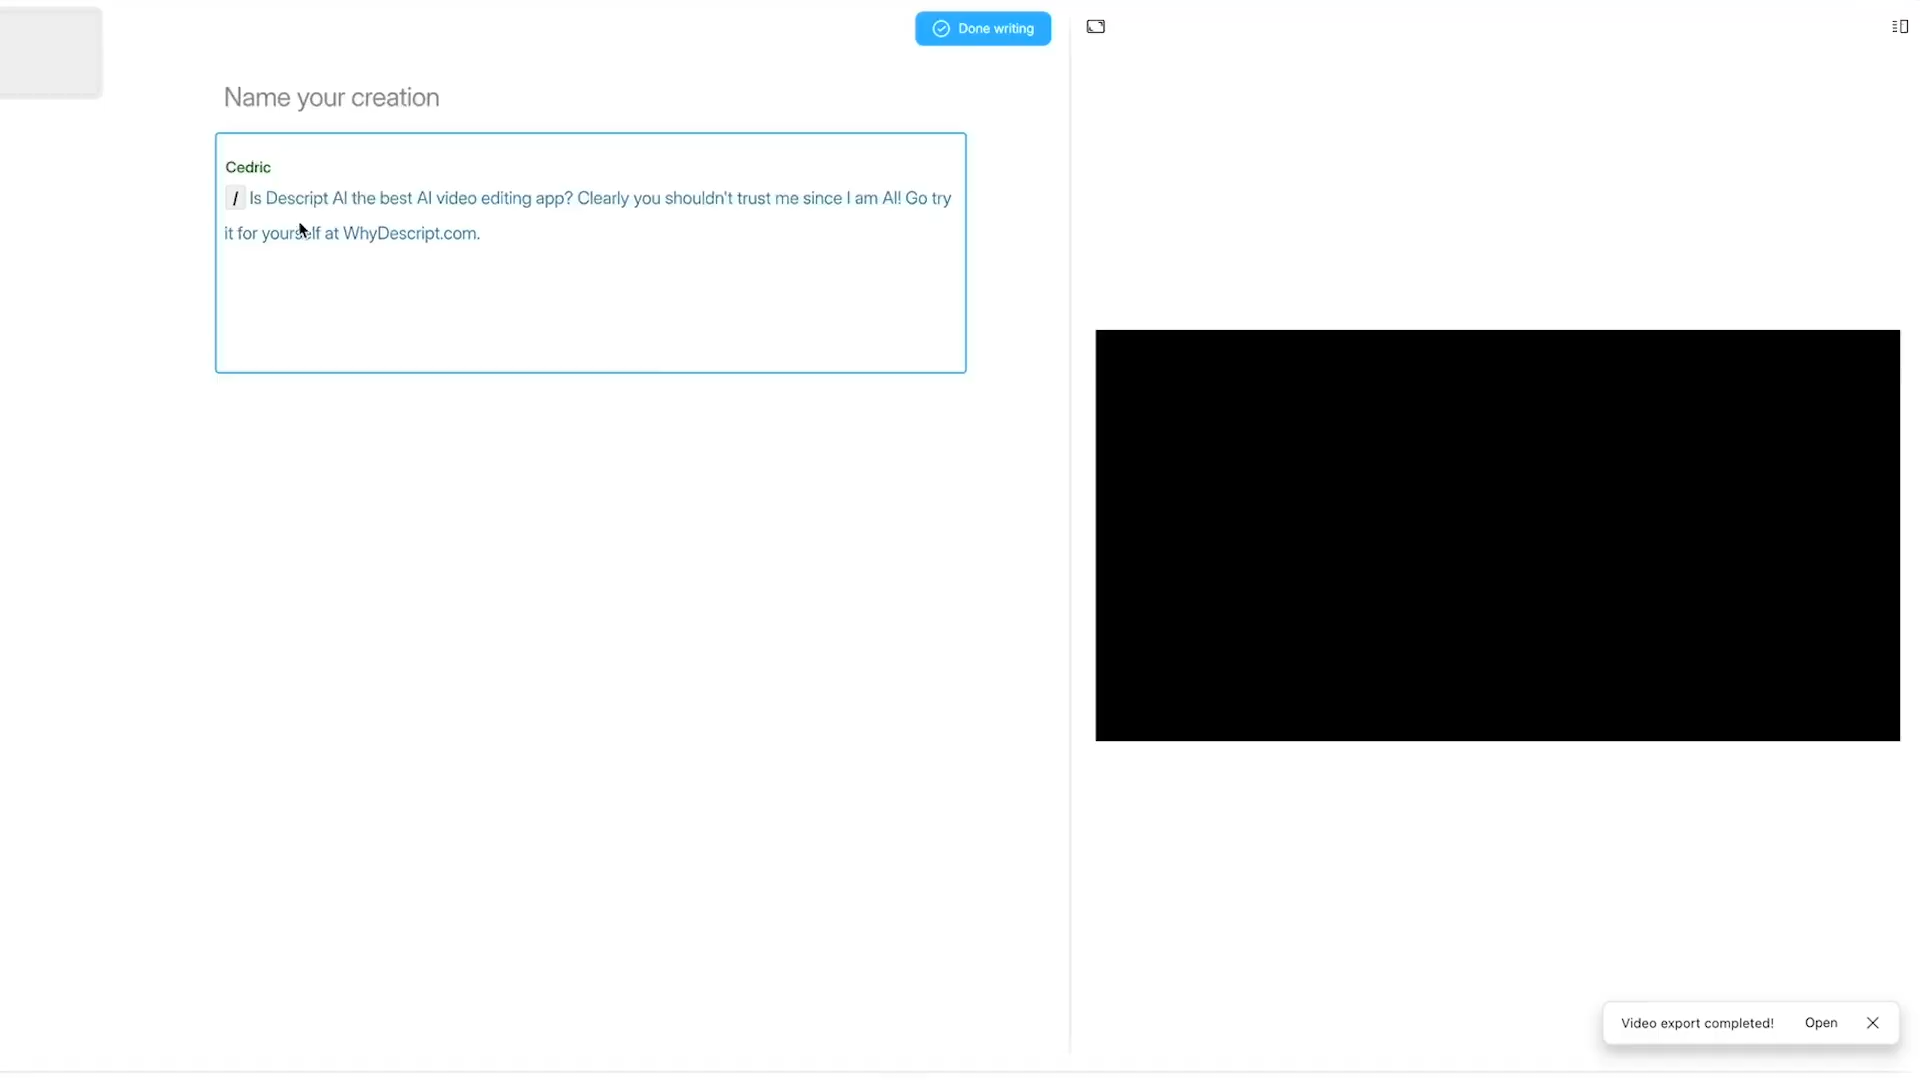 Done writing
Name your creation
Cedric
/ Is Descript AI the best AI video editing app? Clearly you shouldn't trust me since I am AI! Go try
it for yourself at WhyDescript.com.
Video export completed! Open